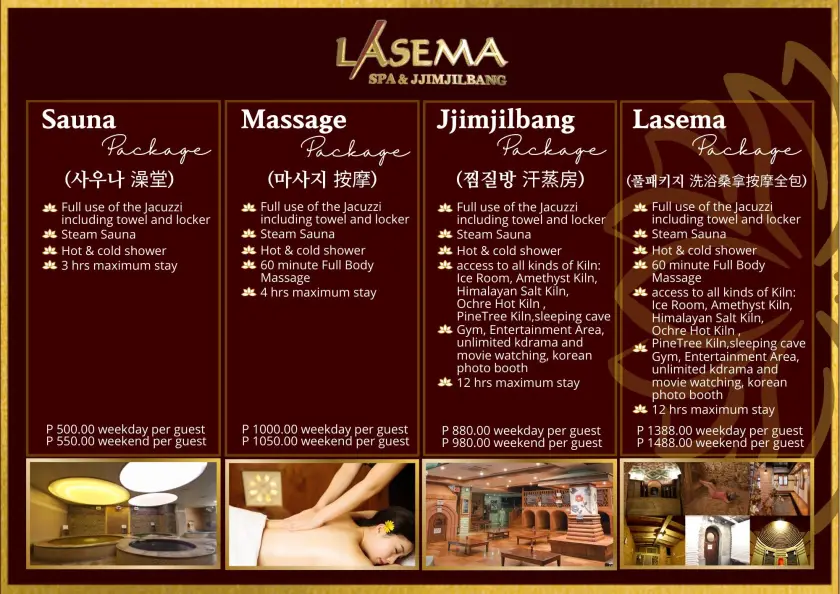 LASEMA
SPA & JJIMJILBANG
Sauna
Package
(사우나 澡堂)
Full use of the Jacuzzi
including towel and locker
Steam Sauna
Hot & cold shower
3 hrs maximum stay
P 500.00 weekday per guest
P 550.00 weekend per guest
Massage
Package
(마사지 按摩)
Full use of the Jacuzzi
including towel and locker
Steam Sauna
Hot & cold shower
60 minute Full Body
Massage
4 hrs maximum stay
P 1000.00 weekday per guest
P 1050.00 weekend per guest
Jjimjilbang
Package
(찜질방 汗蒸房)
Full use of the Jacuzzi
including towel and locker
Steam Sauna
Hot & cold shower
access to all kinds of Kiln:
Ice Room, Amethyst Kiln,
Himalayan Salt Kiln,
Ochre Hot Kiln ,
PineTree Kiln,sleeping cave
Gym, Entertainment Area,
unlimited kdrama and
movie watching, korean
photo booth
12 hrs maximum stay
P 880.00 weekday per guest
P 980.00 weekend per guest
Lasema
Package
(풀패키지 洗浴桑拿按摩全包)
Full use of the Jacuzzi
including towel and locker
Steam Sauna
Hot & cold shower
60 minute Full Body
Massage
access to all kinds of Kiln:
Ice Room, Amethyst Kiln,
Himalayan Salt Kiln,
Ochre Hot Kiln ,
PineTree Kiln,sleeping cave
Gym, Entertainment Area,
unlimited kdrama and
movie watching, korean
photo booth
12 hrs maximum stay
P 1388.00 weekday per guest
P 1488.00 weekend per guest